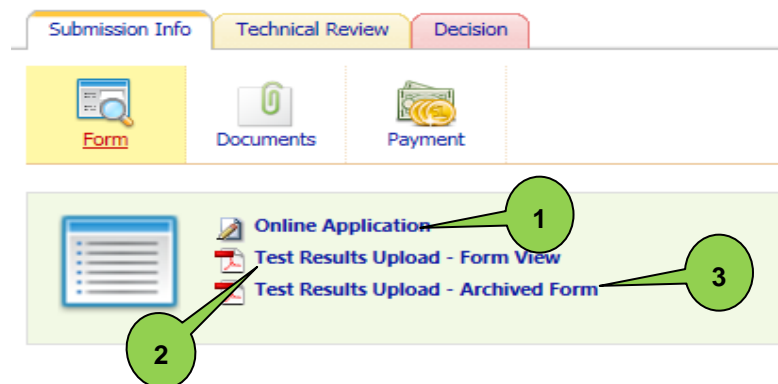 Submission Info Technical Review Decision
Form Documents Payment
Online Application 1
Test Results Upload - Form View
Test Results Upload - Archived Form 3
2